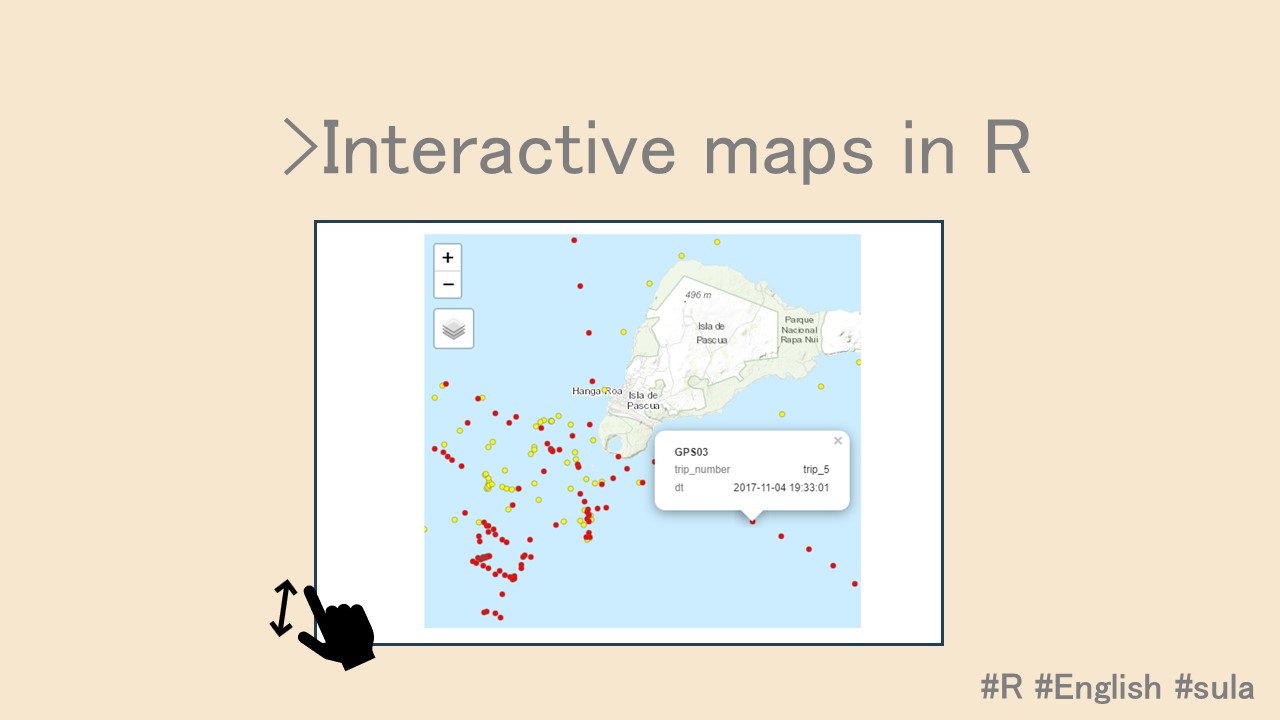 >Interactive maps in R
+
−
496 m
Isla de
Pascua
Parque
Nacional
Rapa Nui
Hanga Roa
Isla de
Pascua
×
GPS03
trip_number trip_5
dt 2017-11-04 19:33:01
#R #English #sula